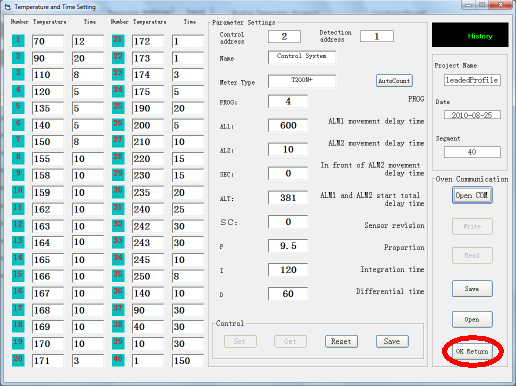 Temperature and Time Setting
Number Temperature Time Number Temperature Time
1 70 12 21 172 1
2 90 20 22 173 1
3 110 8 23 174 3
4 120 5 24 175 5
5 135 5 25 190 20
6 140 5 26 200 5
7 150 8 27 210 10
8 155 10 28 220 15
9 158 10 29 230 15
10 159 10 30 235 20
11 162 10 31 240 25
12 163 10 32 242 30
13 164 10 33 243 30
14 165 10 34 245 10
15 166 10 35 250 8
16 167 10 36 140 10
17 168 10 37 90 30
18 169 10 38 40 30
19 170 10 39 10 30
20 171 3 40 1 150
Parameter Settings
Control address 2 Detection address 1
Name Control System
Meter Type T200N+ AutoCount
PROG: 4 PROG
AL1: 600 ALM1 movement delay time
AL2: 10 ALM2 movement delay time
SEC: 0 In front of ALM2 movement delay time
ALT: 381 ALM1 and ALM2 start total delay time
SC: 0 Sensor revision
P 9.5 Proportion
I 120 Integration time
D 60 Differential time
Control
Set Get Reset Save
History
Project Name
leadedProfile
Date
2010-08-25
Segment
40
Oven Communication
Open COM
Write
Read
Save
Open
OK Return